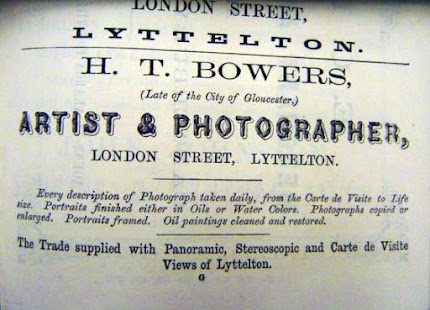 LONDON STREET,
LYTTELTON.
H. T. BOWERS,
(Late of the City of Gloucester,)
ARTIST & PHOTOGRAPHER,
LONDON STREET, LYTTELTON.
Every description of Photograph taken daily, from the Carte de Visite to Life
size. Portraits finished either in Oils or Water Colors. Photographs copied or
enlarged. Portraits framed. Oil paintings cleaned and restored.
The Trade supplied with Panoramic, Stereoscopic and Carte de Visite
Views of Lyttelton.
G